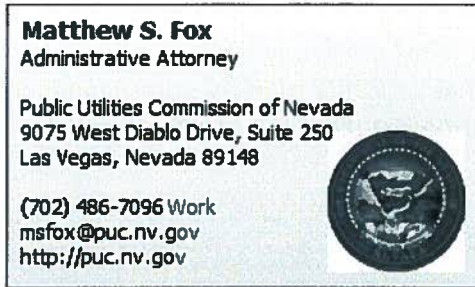 Matthew S. Fox
Administrative Attorney
Public Utilities Commission of Nevada
9075 West Diablo Drive, Suite 250
Las Vegas, Nevada 89148
(702) 486-7096 Work
msfox@puc.nv.gov
http://puc.nv.gov